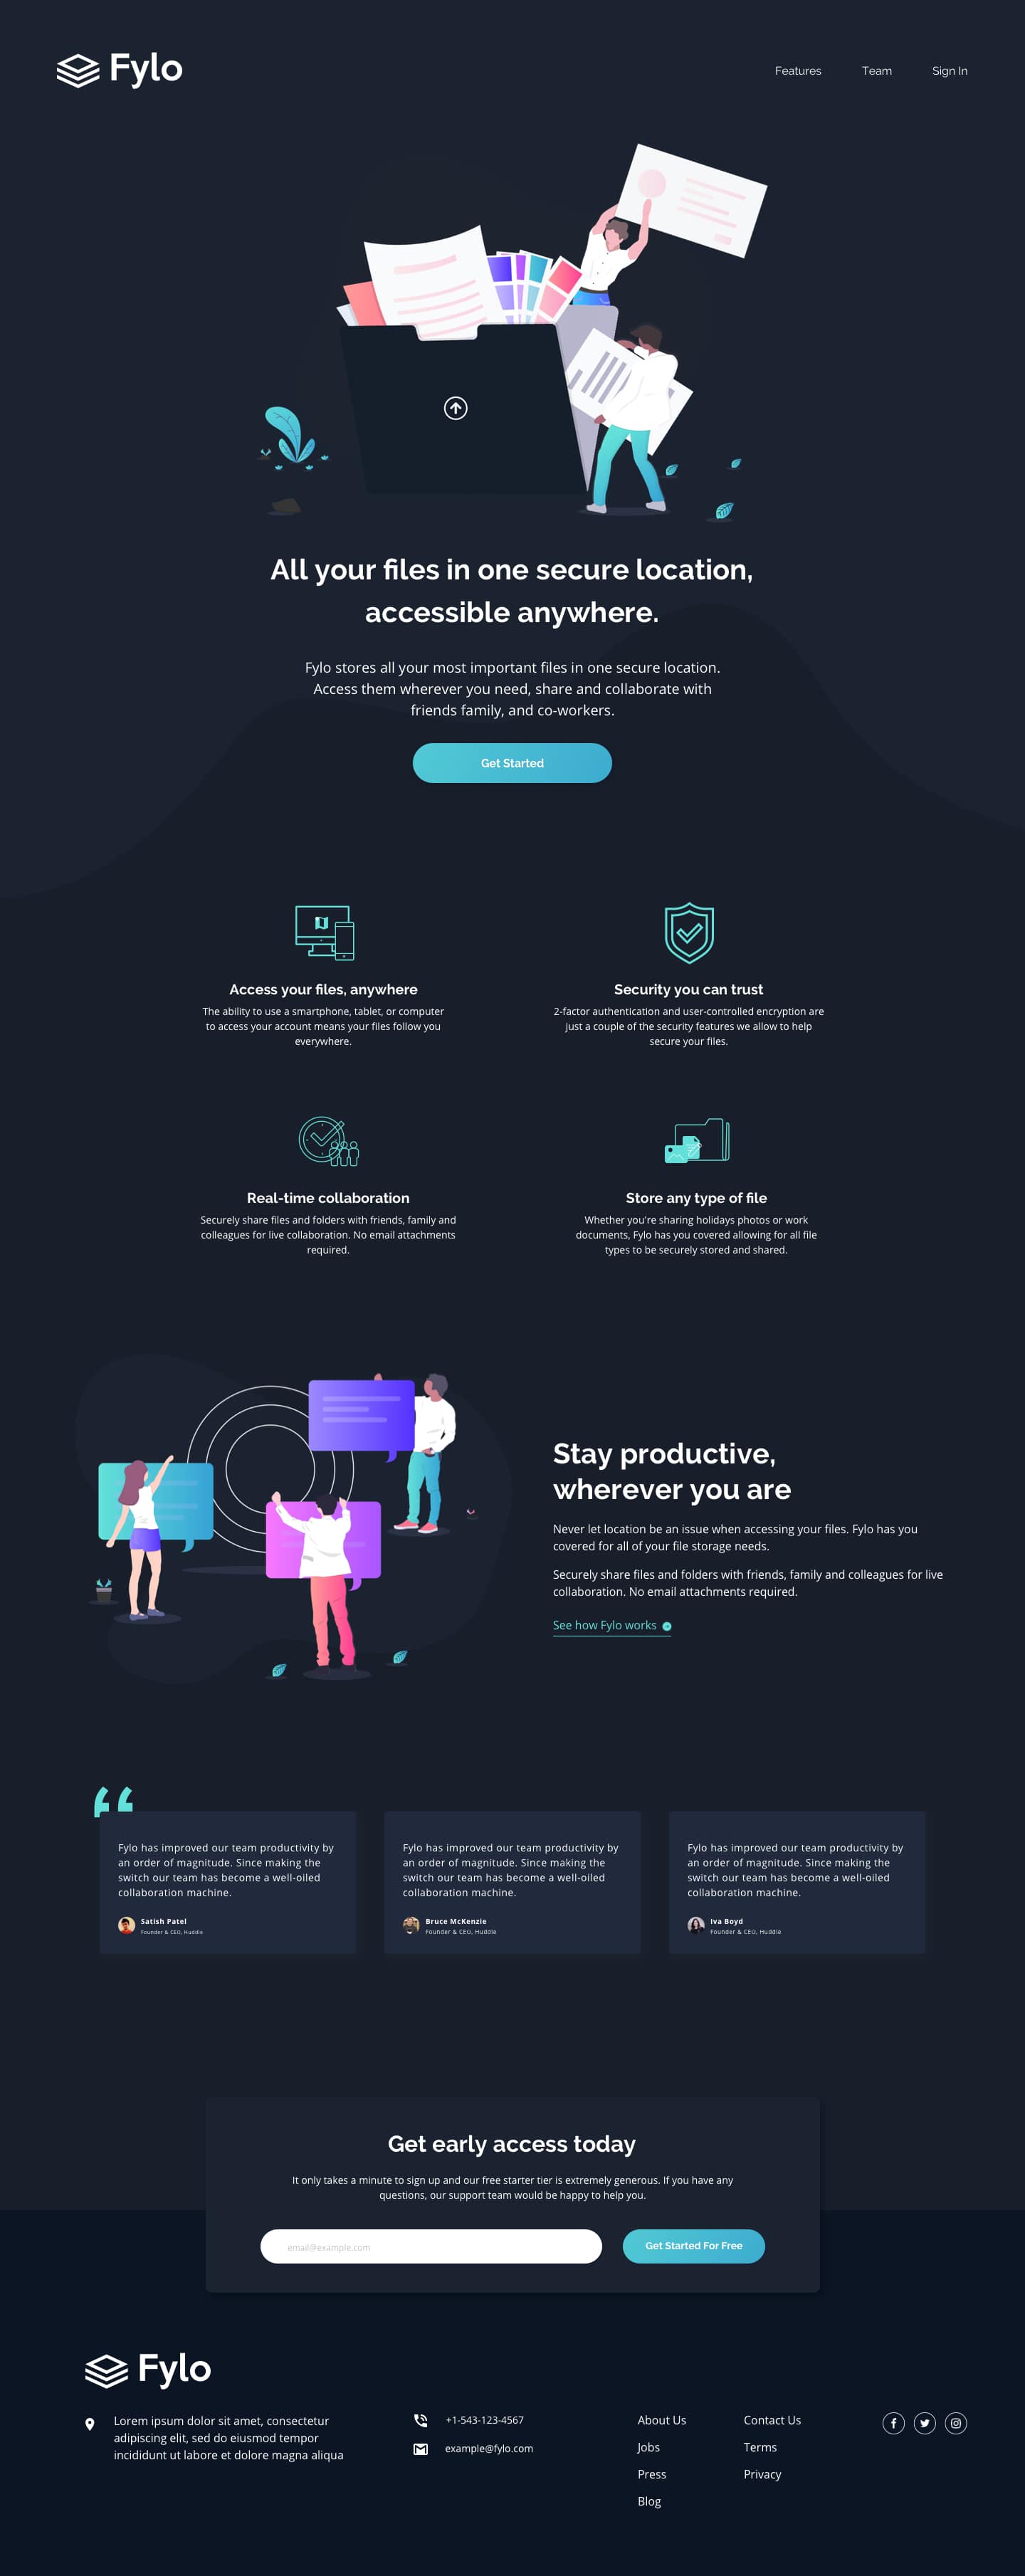 Fylo
Features
Team
Sign In
All your files in one secure location,
accessible anywhere.
Fylo stores all your most important files in one secure location.
Access them wherever you need, share and collaborate with
friends family, and co-workers.
Get Started
Access your files, anywhere
The ability to use a smartphone, tablet, or computer
to access your account means your files follow you
everywhere.
Security you can trust
2-factor authentication and user-controlled encryption are
just a couple of the security features we allow to help
secure your files.
Real-time collaboration
Securely share files and folders with friends, family and
colleagues for live collaboration. No email attachments
required.
Store any type of file
Whether you're sharing holidays photos or work
documents, Fylo has you covered allowing for all file
types to be securely stored and shared.
Stay productive,
wherever you are
Never let location be an issue when accessing your files. Fylo has you
covered for all of your file storage needs.
Securely share files and folders with friends, family and colleagues for live
collaboration. No email attachments required.
See how Fylo works
Fylo has improved our team productivity by
an order of magnitude. Since making the
switch our team has become a well-oiled
collaboration machine.
Satish Patel
Founder & CEO, Huddle
Fylo has improved our team productivity by
an order of magnitude. Since making the
switch our team has become a well-oiled
collaboration machine.
Bruce McKenzie
Founder & CEO, Huddle
Fylo has improved our team productivity by
an order of magnitude. Since making the
switch our team has become a well-oiled
collaboration machine.
Iva Boyd
Founder & CEO, Huddle
Get early access today
It only takes a minute to sign up and our free starter tier is extremely generous. If you have any
questions, our support team would be happy to help you.
email@example.com
Get Started For Free
Fylo
Lorem ipsum dolor sit amet, consectetur
adipiscing elit, sed do eiusmod tempor
incididunt ut labore et dolore magna aliqua
+1-543-123-4567
example@fylo.com
About Us
Jobs
Press
Blog
Contact Us
Terms
Privacy